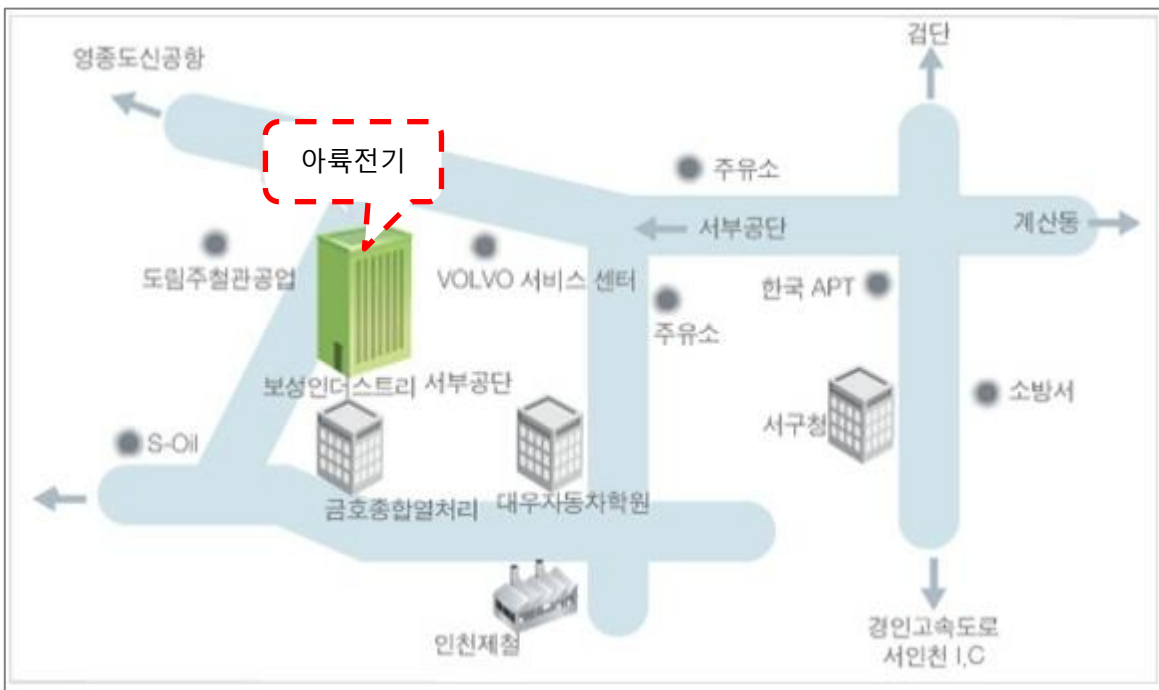 검단
영종도신공항
아륙전기
주유소
서부공단
계산동
도림주철관공업
VOLVO 서비스 센터
한국 APT
주유소
보성인더스트리
서부공단
소방서
서구청
S-Oil
금호종합열처리
대우자동차학원
인천제철
경인고속도로
서인천 I,C